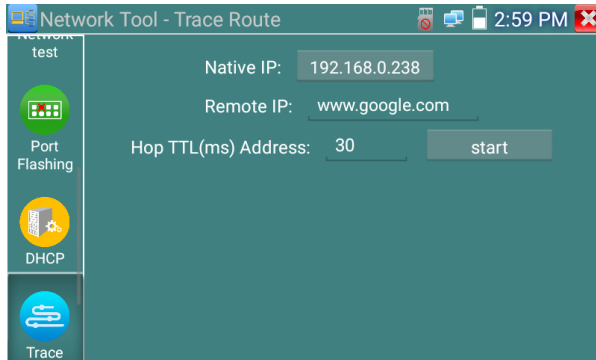 Network Tool - Trace Route
2:59 PM
Network
test
Native IP: 192.168.0.238
Remote IP: www.google.com
Port
Flashing
Hop TTL(ms) Address: 30 start
DHCP
Trace